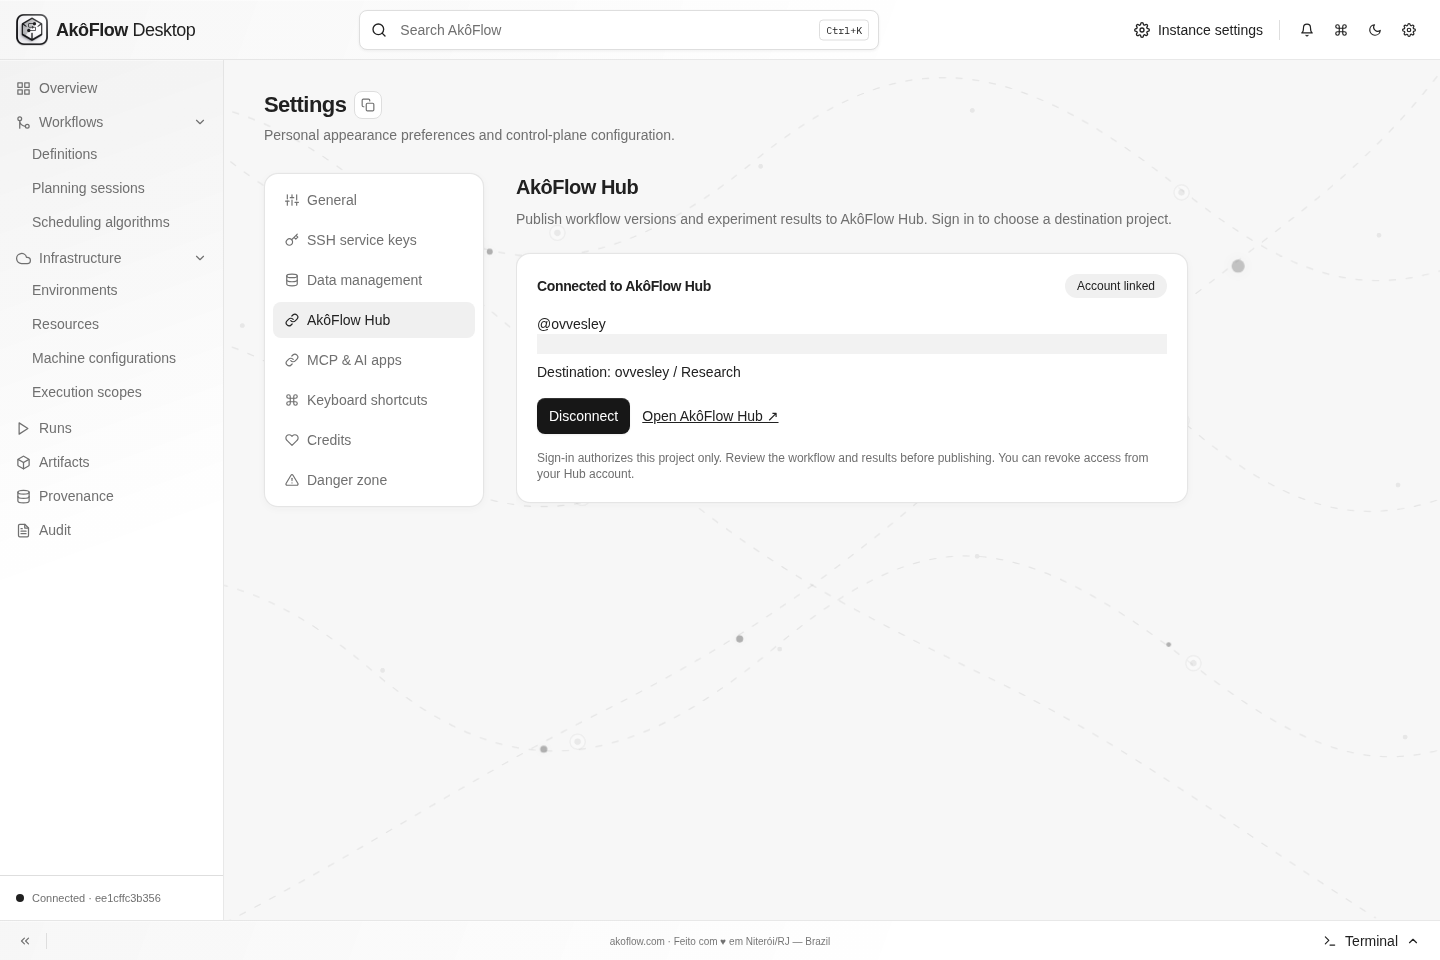 AkôFlow Desktop
Search AkôFlow
Ctrl+K
Instance settings
Overview
Workflows
Definitions
Planning sessions
Scheduling algorithms
Infrastructure
Environments
Resources
Machine configurations
Execution scopes
Runs
Artifacts
Provenance
Audit
Connected · ee1cffc3b356
Settings
Personal appearance preferences and control-plane configuration.
General
SSH service keys
Data management
AkôFlow Hub
MCP & AI apps
Keyboard shortcuts
Credits
Danger zone
AkôFlow Hub
Publish workflow versions and experiment results to AkôFlow Hub. Sign in to choose a destination project.
Connected to AkôFlow Hub
Account linked
@ovvesley
Destination: ovvesley / Research
Disconnect
Open AkôFlow Hub ↗
Sign-in authorizes this project only. Review the workflow and results before publishing. You can revoke access from
your Hub account.
akoflow.com · Feito com ♥ em Niterói/RJ — Brazil
Terminal